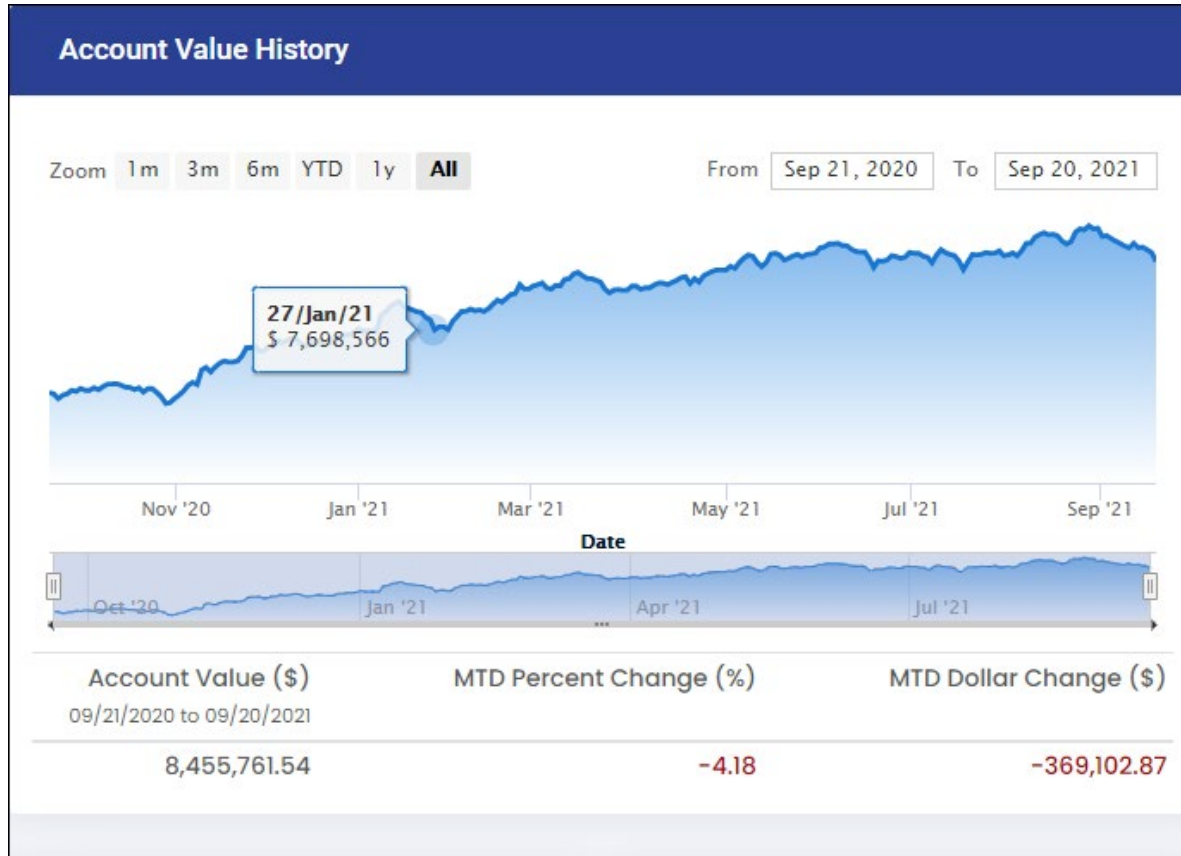 Account Value History
Zoom 1m 3m 6m YTD 1y All From Sep 21, 2020 To Sep 20, 2021
27/Jan/21
$ 7,698,566
Nov '20 Jan '21 Mar '21 May '21 Jul '21 Sep '21
Date
Oct '20 Jan '21 Apr '21 Jul '21
Account Value ($) MTD Percent Change (%) MTD Dollar Change ($)
09/21/2020 to 09/20/2021
8,455,761.54 -4.18 -369,102.87